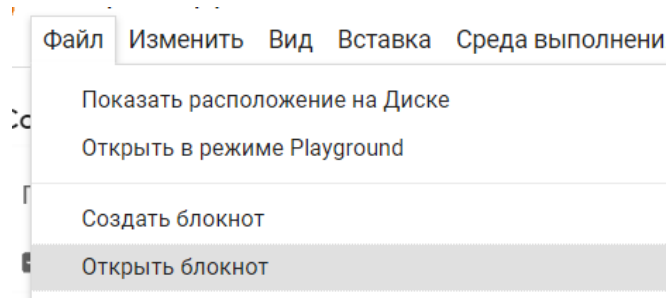 Файл Изменить Вид Вставка Среда выполнени
Показать расположение на Диске
Открыть в режиме Playground
Создать блокнот
Открыть блокнот